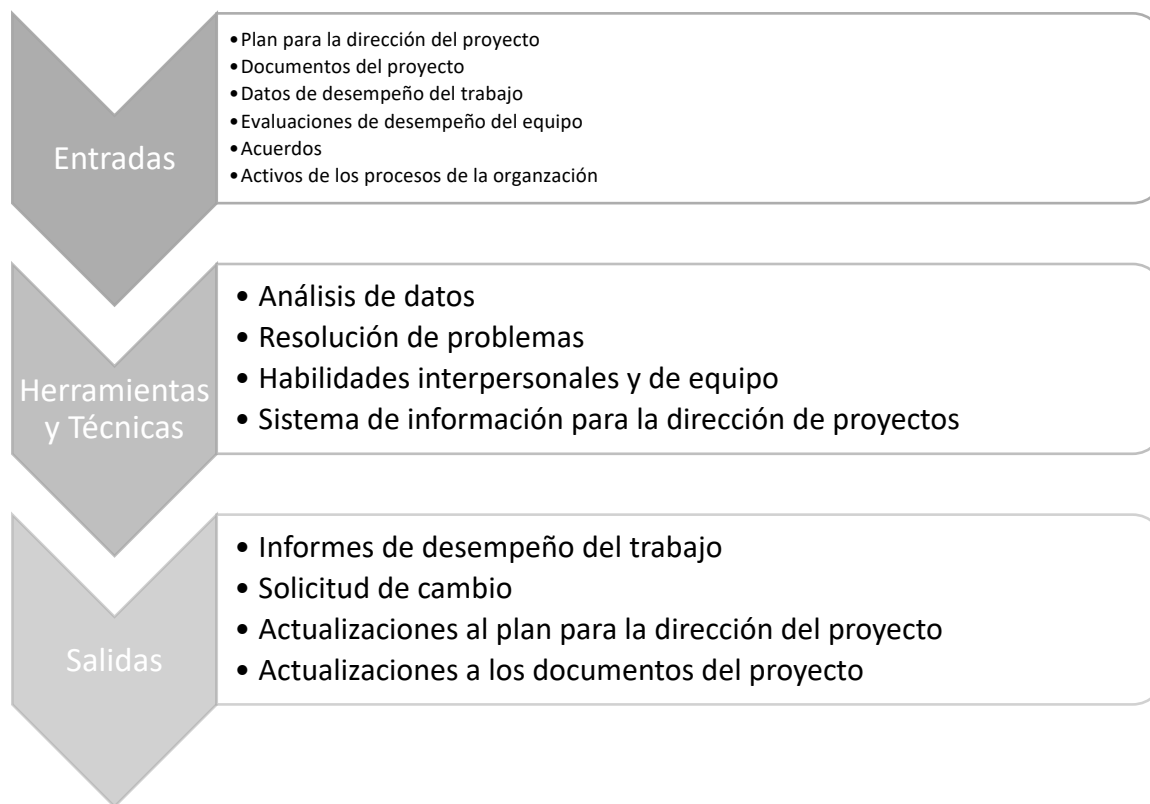 Entradas
• Plan para la dirección del proyecto
• Documentos del proyecto
• Datos de desempeño del trabajo
• Evaluaciones de desempeño del equipo
• Acuerdos
• Activos de los procesos de la organzación
Herramientas
y Técnicas
• Análisis de datos
• Resolución de problemas
• Habilidades interpersonales y de equipo
• Sistema de información para la dirección de proyectos
Salidas
• Informes de desempeño del trabajo
• Solicitud de cambio
• Actualizaciones al plan para la dirección del proyecto
• Actualizaciones a los documentos del proyecto